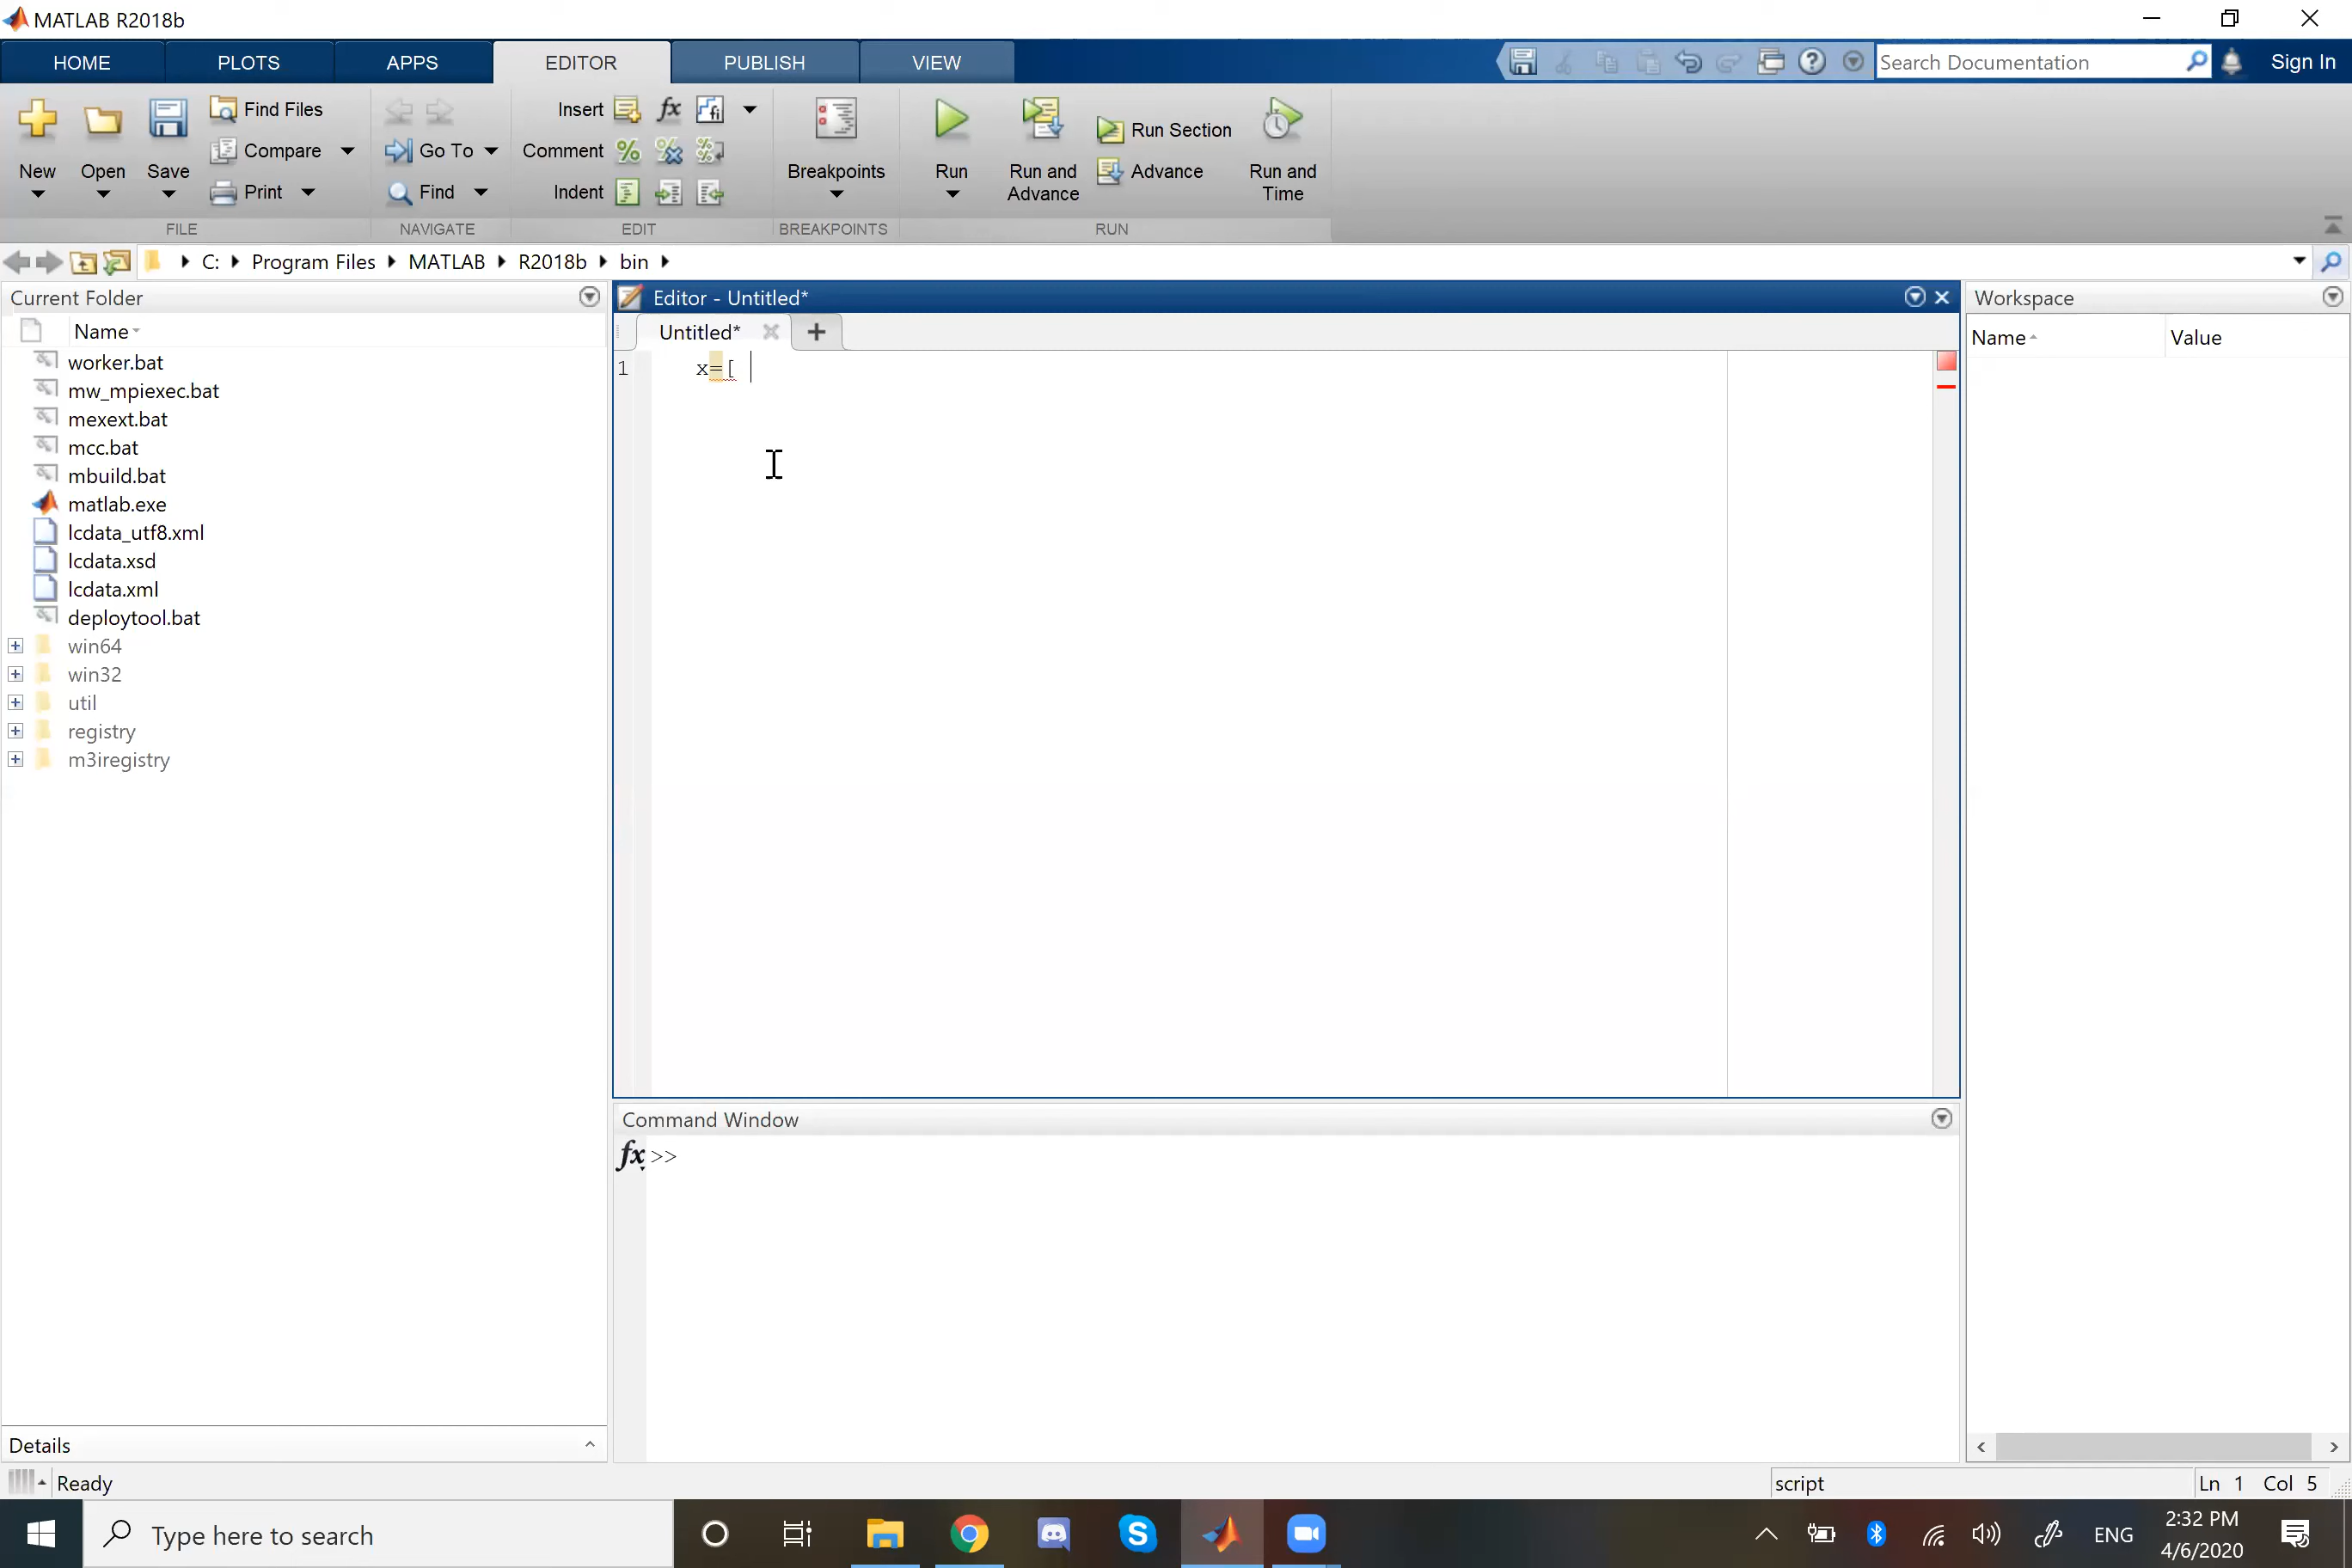 MATLAB R2018b
HOME PLOTS APPS EDITOR PUBLISH VIEW Search Documentation Sign In
New Open Save Find Files Compare Print
FILE
Go To Find
NAVIGATE
Insert fx fi
Comment % % %
Indent
EDIT
Breakpoints
BREAKPOINTS
Run Run and Advance Run Section Advance Run and Time
RUN
C: Program Files MATLAB R2018b bin
Current Folder
Name
worker.bat
mw_mpiexec.bat
mexext.bat
mcc.bat
mbuild.bat
matlab.exe
lcdata_utf8.xml
lcdata.xsd
lcdata.xml
deploytool.bat
win64
win32
util
registry
m3iregistry
Details
Editor - Untitled*
Untitled* +
1 x=[
Command Window
fx >>
Workspace
Name Value
Ready script Ln 1 Col 5
Type here to search S ENG 2:32 PM
4/6/2020